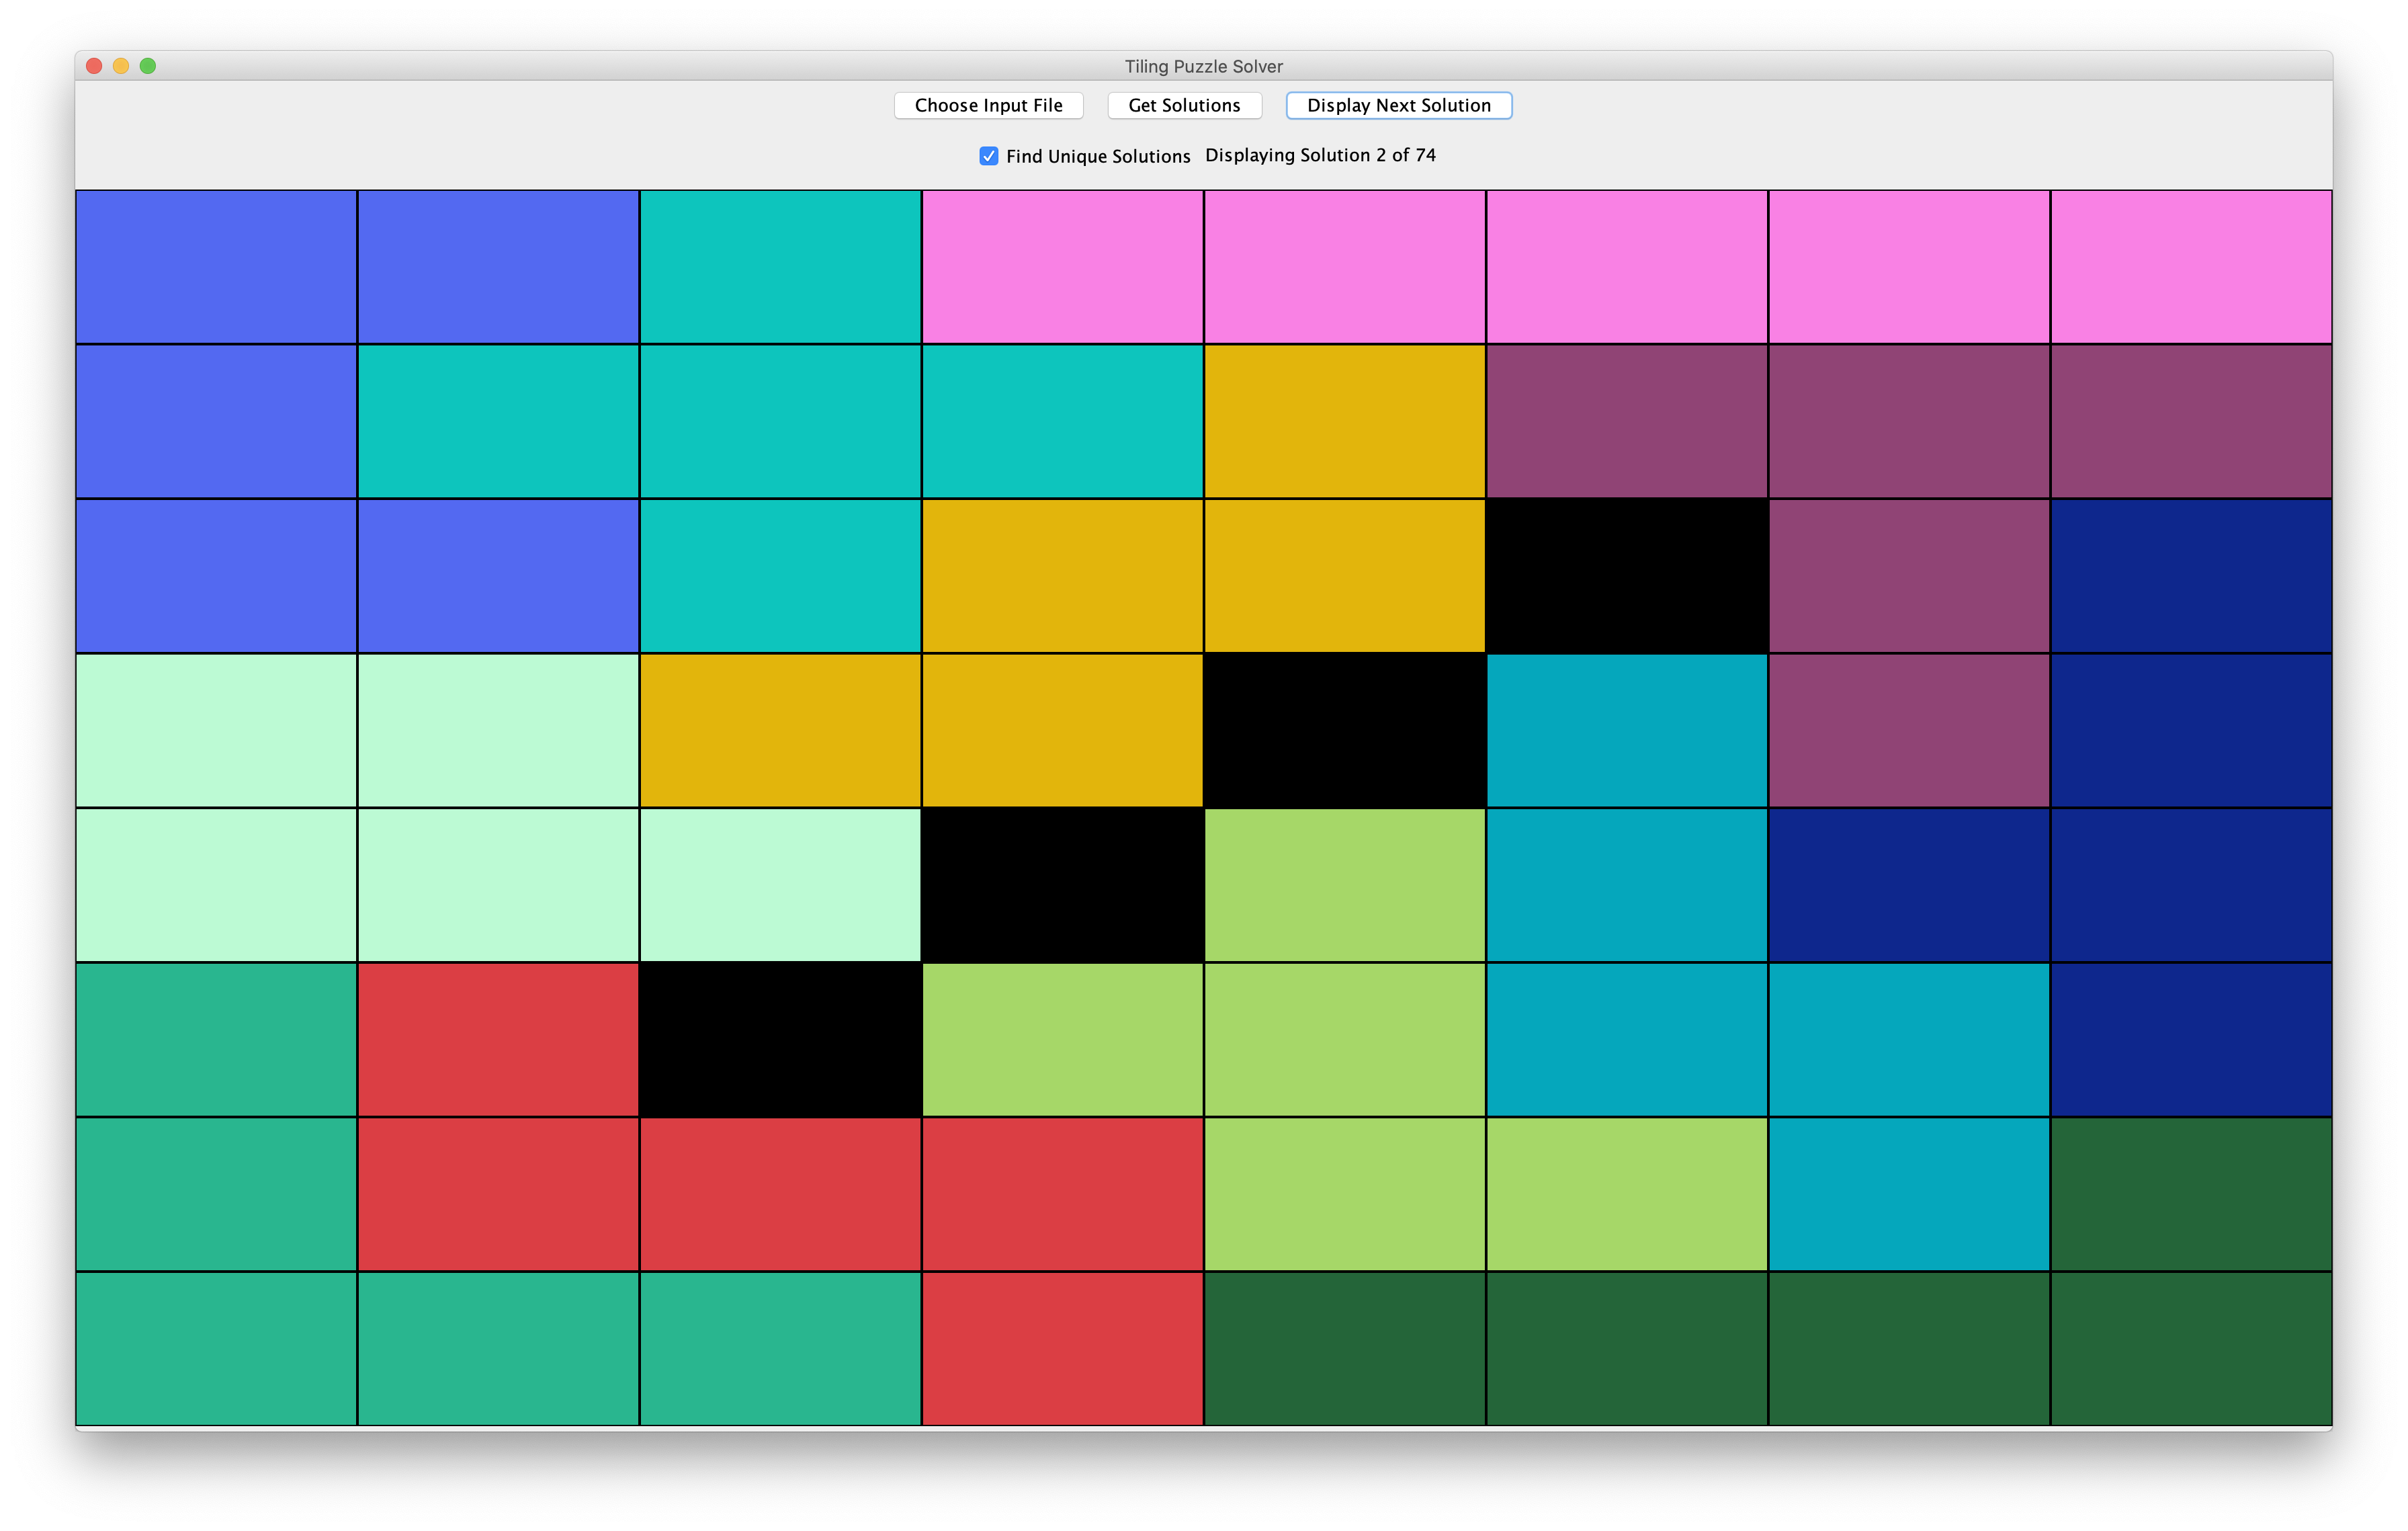 Tiling Puzzle Solver
Choose Input File Get Solutions Display Next Solution
Find Unique Solutions Displaying Solution 2 of 74